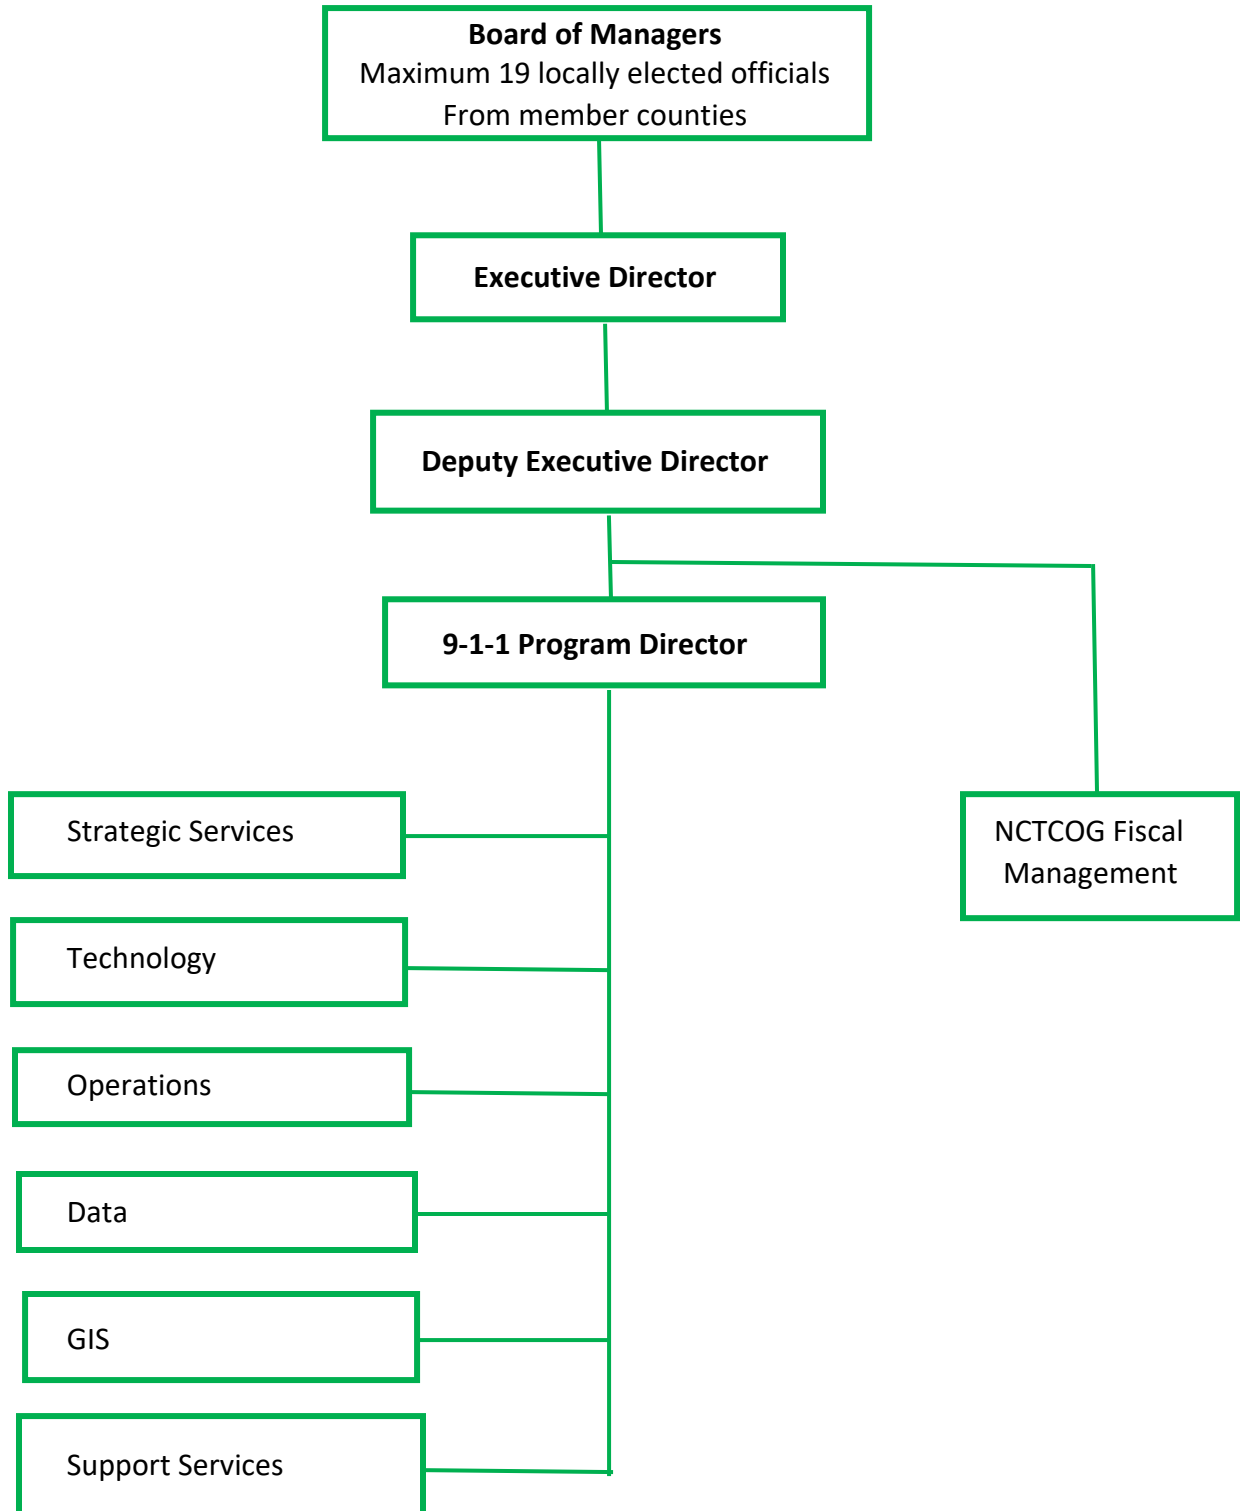 Board of Managers
Maximum 19 locally elected officials
From member counties
Executive Director
Deputy Executive Director
9-1-1 Program Director
Strategic Services
NCTCOG Fiscal
Management
Technology
Operations
Data
GIS
Support Services